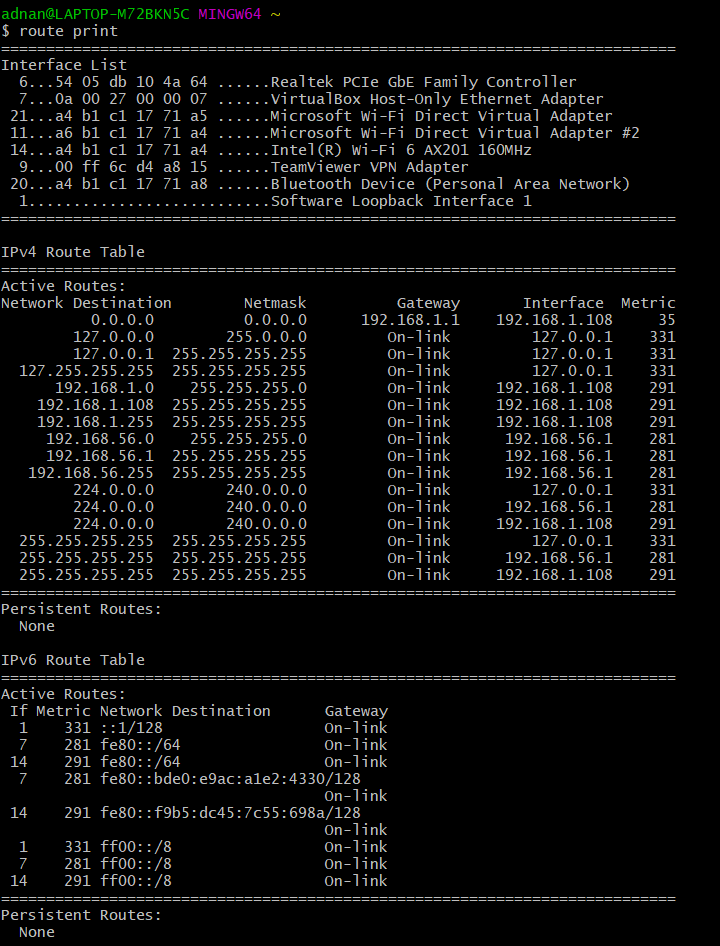 adnan@LAPTOP-M72BKN5C MINGW64 ~
$ route print
===========================================================================
Interface List
  6...54 05 db 10 4a 64 ......Realtek PCIe GbE Family Controller
  7...0a 00 27 00 00 07 ......VirtualBox Host-Only Ethernet Adapter
 21...a4 b1 c1 17 71 a5 ......Microsoft Wi-Fi Direct Virtual Adapter
 11...a6 b1 c1 17 71 a4 ......Microsoft Wi-Fi Direct Virtual Adapter #2
 14...a4 b1 c1 17 71 a4 ......Intel(R) Wi-Fi 6 AX201 160MHz
  9...00 ff 6c d4 a8 15 ......TeamViewer VPN Adapter
 20...a4 b1 c1 17 71 a8 ......Bluetooth Device (Personal Area Network)
  1...........................Software Loopback Interface 1
===========================================================================

IPv4 Route Table
===========================================================================
Active Routes:
Network Destination        Netmask          Gateway       Interface  Metric
          0.0.0.0          0.0.0.0      192.168.1.1    192.168.1.108     35
        127.0.0.0        255.0.0.0         On-link         127.0.0.1    331
        127.0.0.1  255.255.255.255         On-link         127.0.0.1    331
  127.255.255.255  255.255.255.255         On-link         127.0.0.1    331
      192.168.1.0    255.255.255.0         On-link     192.168.1.108    291
    192.168.1.108  255.255.255.255         On-link     192.168.1.108    291
    192.168.1.255  255.255.255.255         On-link     192.168.1.108    291
     192.168.56.0    255.255.255.0         On-link      192.168.56.1    281
     192.168.56.1  255.255.255.255         On-link      192.168.56.1    281
   192.168.56.255  255.255.255.255         On-link      192.168.56.1    281
        224.0.0.0        240.0.0.0         On-link         127.0.0.1    331
        224.0.0.0        240.0.0.0         On-link      192.168.56.1    281
        224.0.0.0        240.0.0.0         On-link     192.168.1.108    291
  255.255.255.255  255.255.255.255         On-link         127.0.0.1    331
  255.255.255.255  255.255.255.255         On-link      192.168.56.1    281
  255.255.255.255  255.255.255.255         On-link     192.168.1.108    291
===========================================================================
Persistent Routes:
  None

IPv6 Route Table
===========================================================================
Active Routes:
 If Metric Network Destination      Gateway
  1    331 ::1/128                  On-link
  7    281 fe80::/64                On-link
 14    291 fe80::/64                On-link
  7    281 fe80::bde0:e9ac:a1e2:4330/128
                                    On-link
 14    291 fe80::f9b5:dc45:7c55:698a/128
                                    On-link
  1    331 ff00::/8                 On-link
  7    281 ff00::/8                 On-link
 14    291 ff00::/8                 On-link
===========================================================================
Persistent Routes:
  None